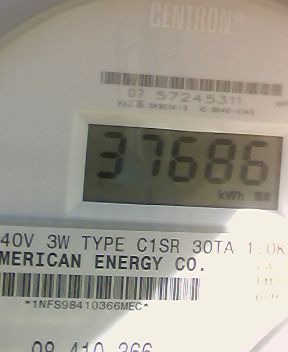 CENTRON®
07 57245311
37686
kWh
40V 3W TYPE C1SR 30TA 1.0K
MERICAN ENERGY CO.
*1NFS98410366MEC*
98 410 366